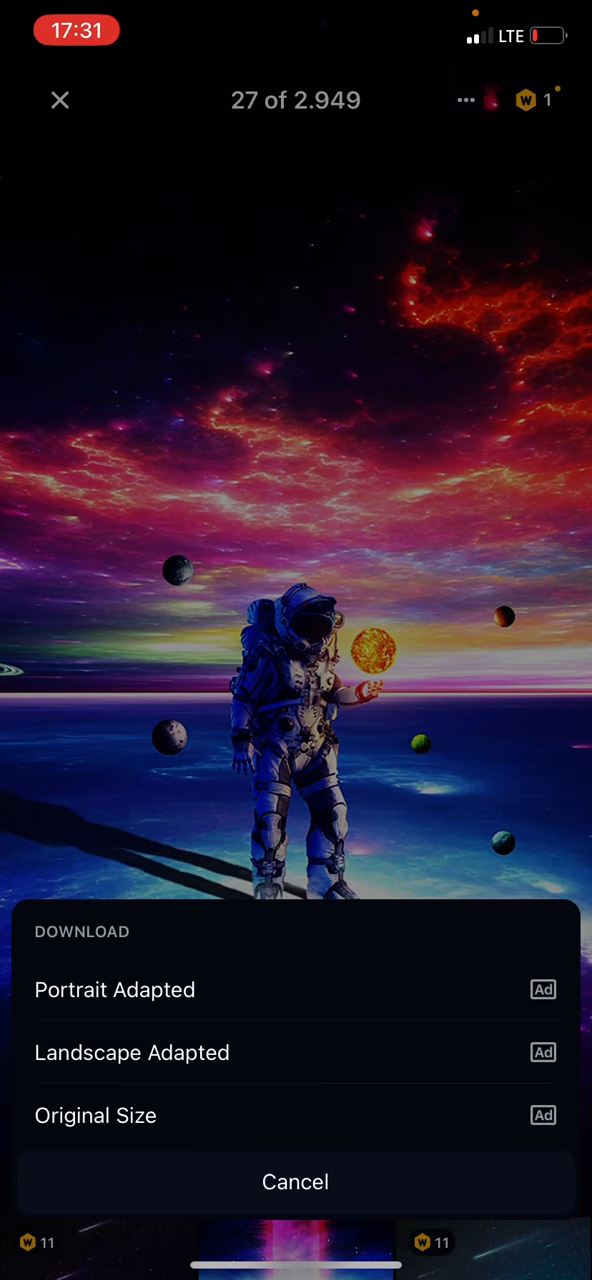 17:31
LTE
27 of 2.949
W 1
DOWNLOAD
Portrait Adapted
Ad
Landscape Adapted
Ad
Original Size
Ad
Cancel
W 11
W 11